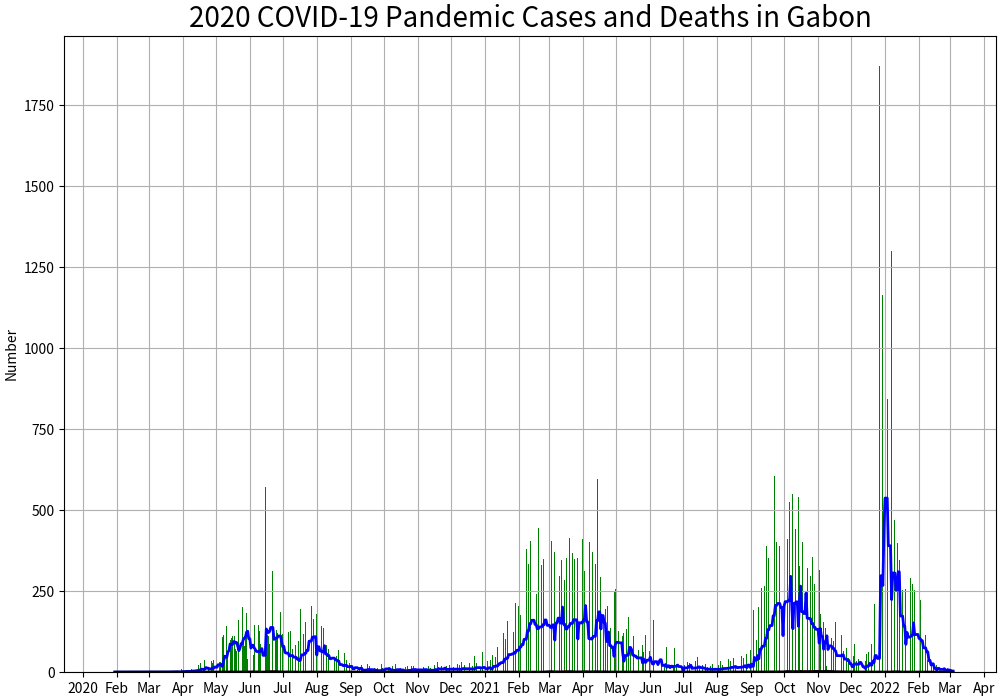 2020 COVID-19 Pandemic Cases and Deaths in Gabon
Number
1750
1500
1250
1000
750
500
250
0
2020 Feb Mar Apr May Jun Jul Aug Sep Oct Nov Dec 2021 Feb Mar Apr May Jun Jul Aug Sep Oct Nov Dec 2022 Feb Mar Apr